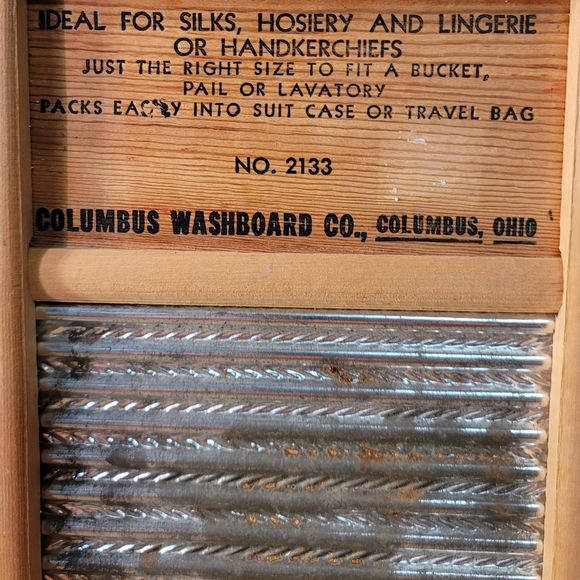 IDEAL FOR SILKS, HOSIERY AND LINGERIE
OR HANDKERCHIEFS
JUST THE RIGHT SIZE TO FIT A BUCKET,
PAIL OR LAVATORY
PACKS EASILY INTO SUIT CASE OR TRAVEL BAG
NO. 2133
COLUMBUS WASHBOARD CO., COLUMBUS, OHIO